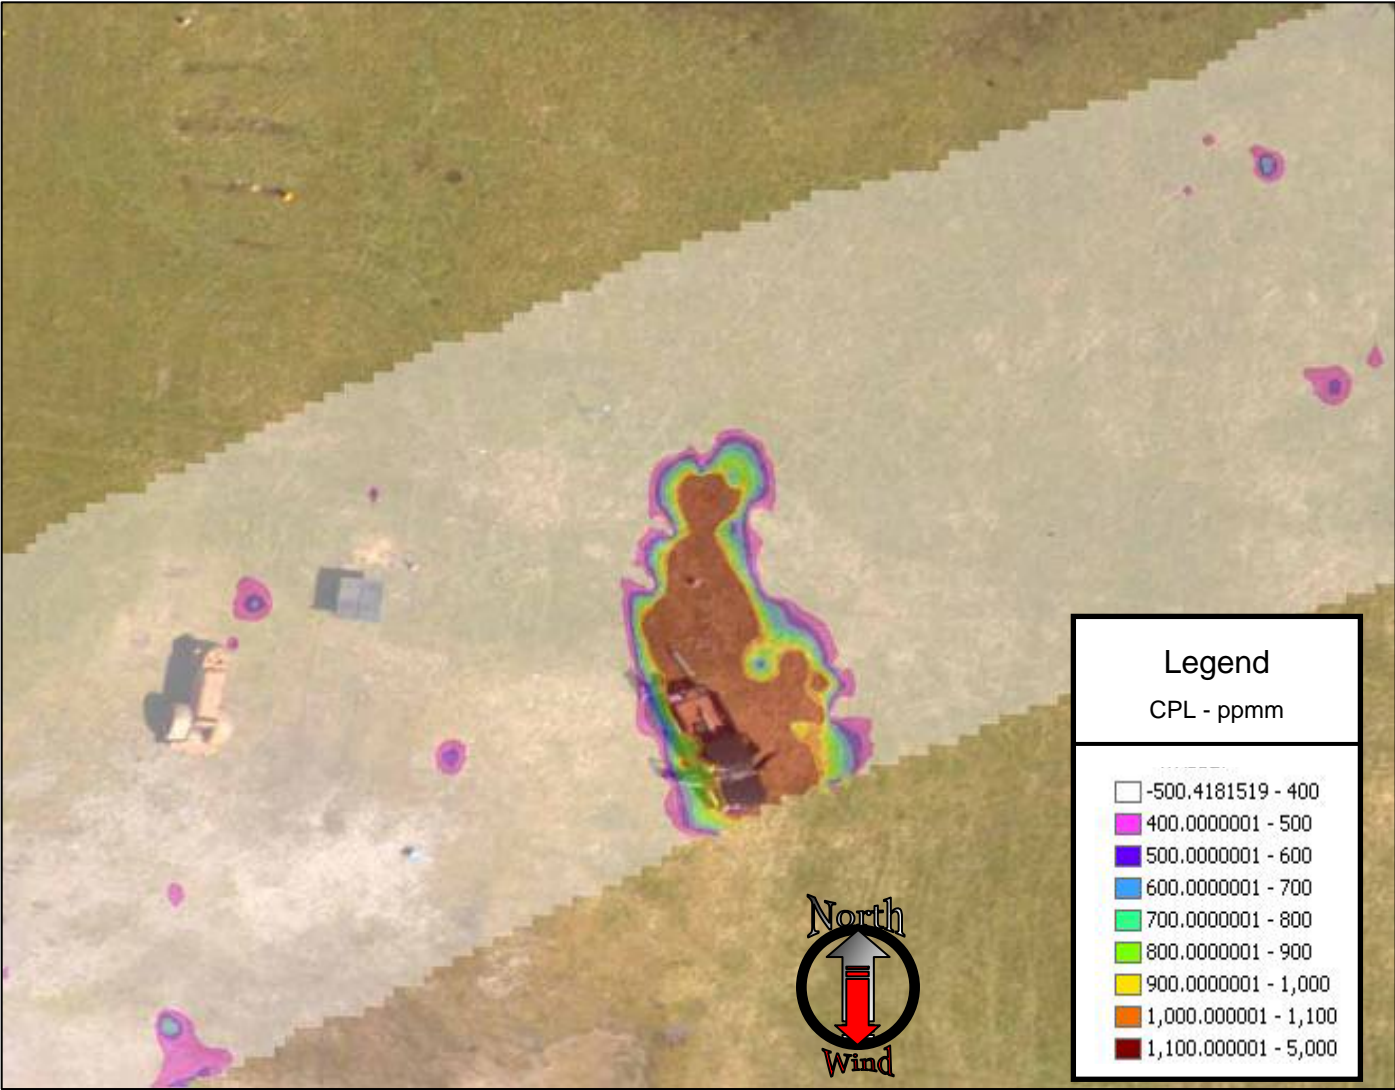 Legend
CPL - ppmm
-500.4181519 - 400
400.0000001 - 500
500.0000001 - 600
600.0000001 - 700
700.0000001 - 800
800.0000001 - 900
900.0000001 - 1,000
1,000.000001 - 1,100
1,100.000001 - 5,000
North
Wind